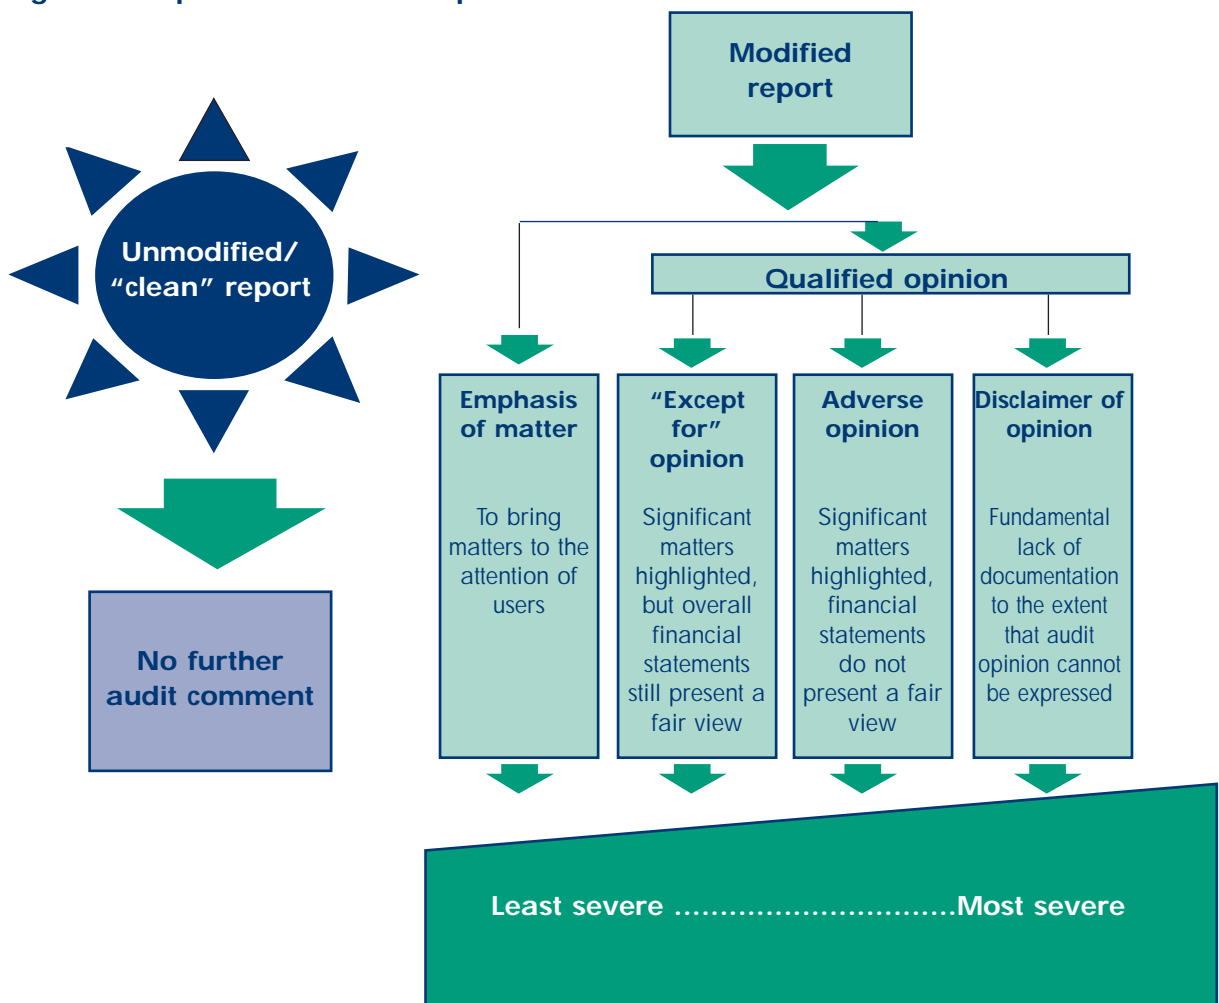 Modified
report
Unmodified/
“clean” report
No further
audit comment
Qualified opinion
Emphasis
of matter
To bring
matters to the
attention of
users
“Except
for”
opinion
Significant
matters
highlighted,
but overall
financial
statements
still present a
fair view
Adverse
opinion
Significant
matters
highlighted,
financial
statements
do not
present a fair
view
Disclaimer of
opinion
Fundamental
lack of
documentation
to the extent
that audit
opinion cannot
be expressed
Least severe ..............................Most severe